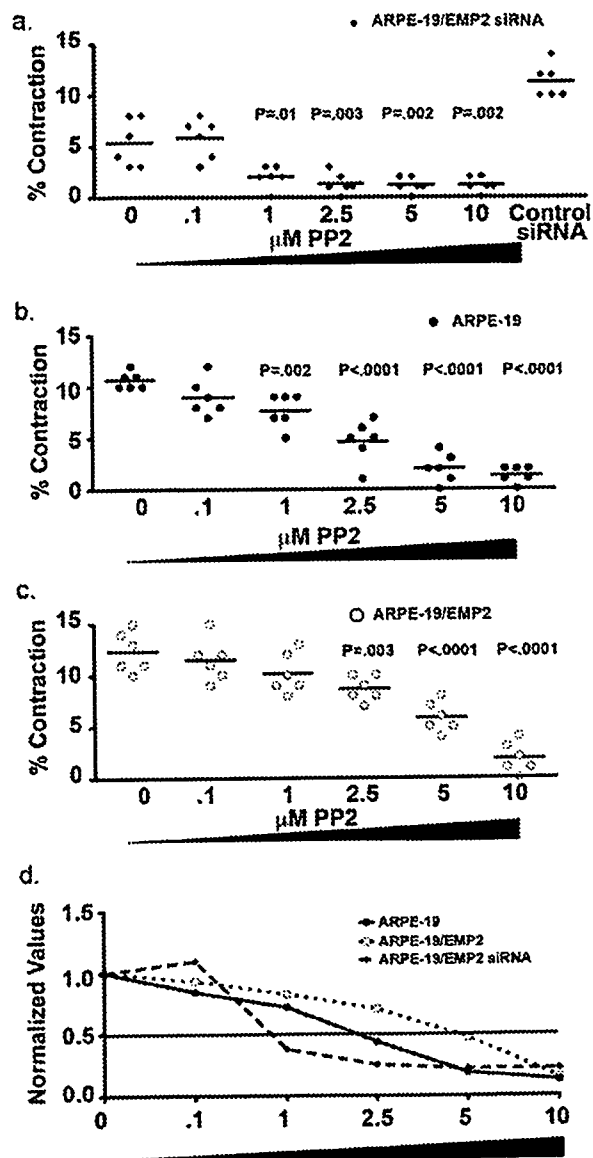 a.
ARPE-19/EMP2 siRNA
% Contraction
15
10
5
0
P=.01 P=.003 P=.002 P=.002
0 .1 1 2.5 5 10 Control siRNA
µM PP2
b.
ARPE-19
% Contraction
15
10
5
0
P=.002 P<.0001 P<.0001 P<.0001
0 .1 1 2.5 5 10
µM PP2
c.
ARPE-19/EMP2
% Contraction
15
10
5
0
P=.003 P<.0001 P<.0001
0 .1 1 2.5 5 10
µM PP2
d.
Normalized Values
1.5
1.0
0.5
0.0
ARPE-19
ARPE-19/EMP2
ARPE-19/EMP2 siRNA
0 .1 1 2.5 5 10